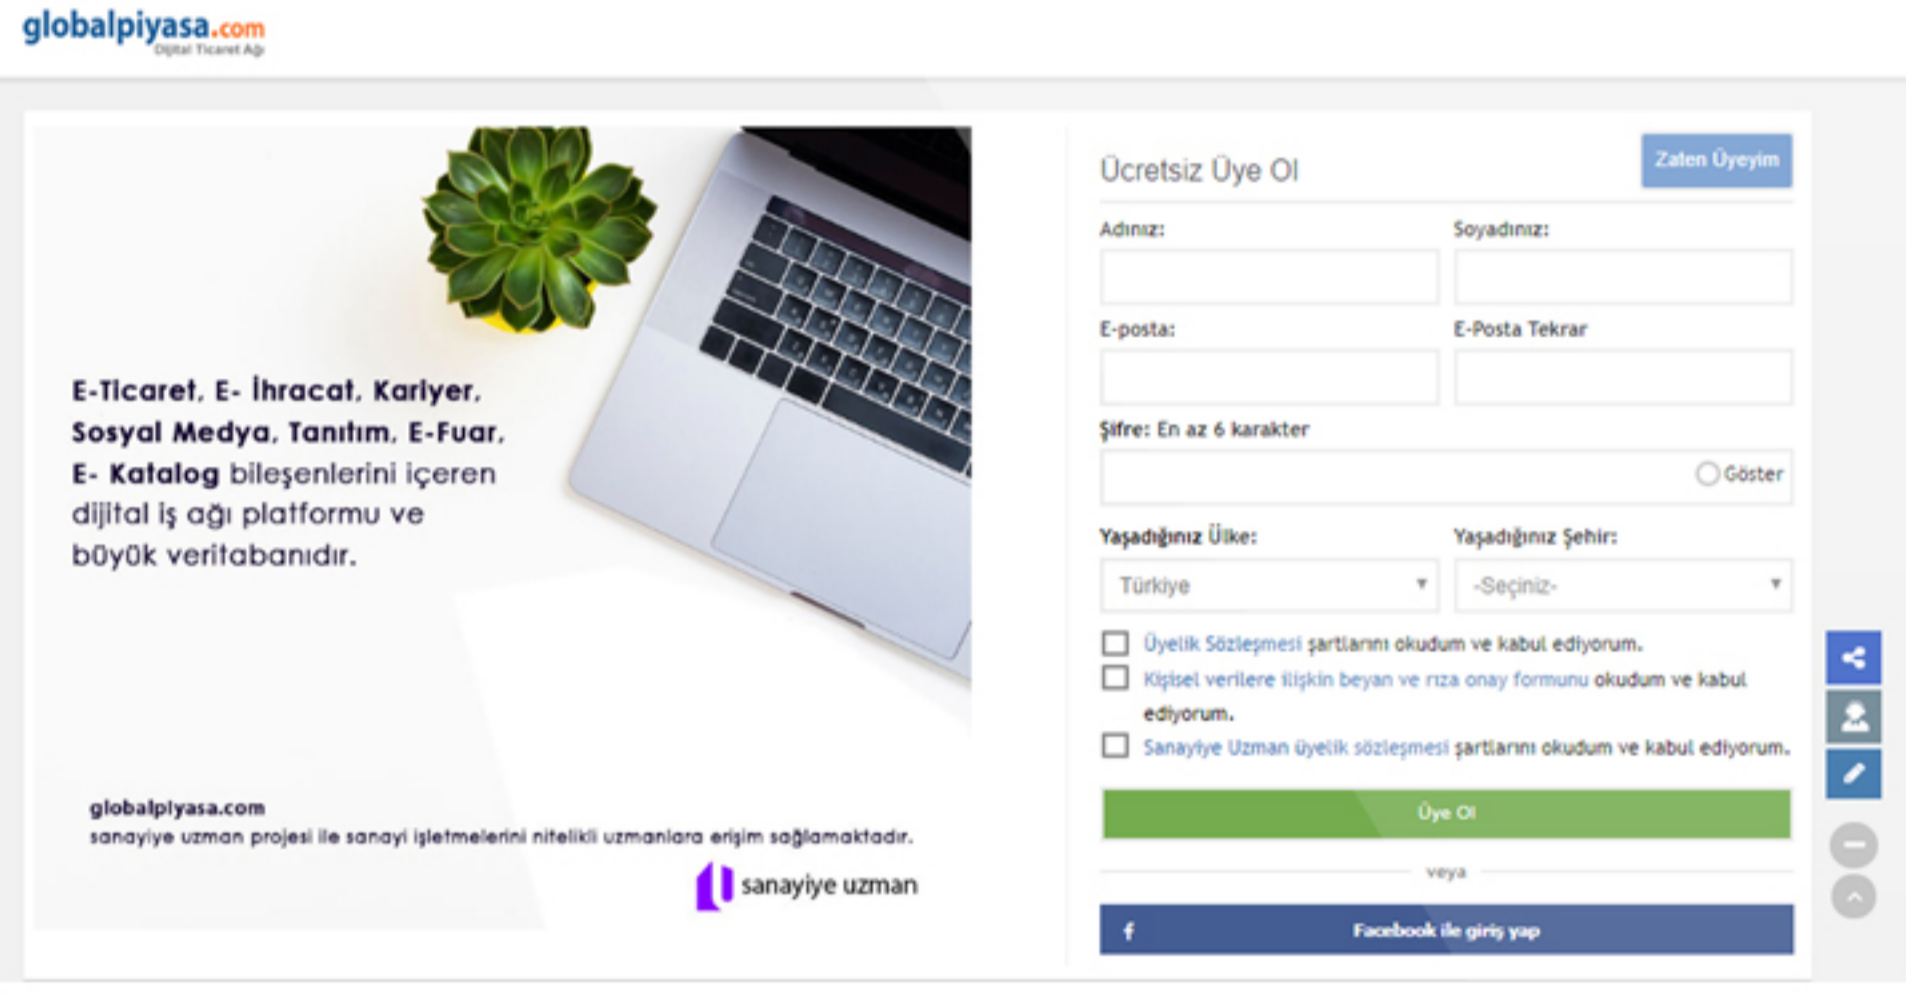 globalpiyasa.com
Dijital Ticaret Ağı
E-Ticaret, E- İhracat, Kariyer,
Sosyal Medya, Tanıtım, E-Fuar,
E- Katalog bileşenlerini içeren
dijital iş ağı platformu ve
büyük veritabanıdır.
globalpiyasa.com
sanayiye uzman projesi ile sanayi işletmelerini nitelikli uzmanlara erişim sağlamaktadır.
sanayiye uzman
Ücretsiz Üye Ol
Zaten Üyeyim
Adınız:
Soyadınız:
E-posta:
E-Posta Tekrar
Şifre: En az 6 karakter
Göster
Yaşadığınız Ülke:
Yaşadığınız Şehir:
Türkiye
-Seçiniz-
Üyelik Sözleşmesi şartlarını okudum ve kabul ediyorum.
Kişisel verilere ilişkin beyan ve rıza onay formunu okudum ve kabul
ediyorum.
Sanayiye Uzman üyelik sözleşmesi şartlarını okudum ve kabul ediyorum.
Üye Ol
veya
f Facebook ile giriş yap